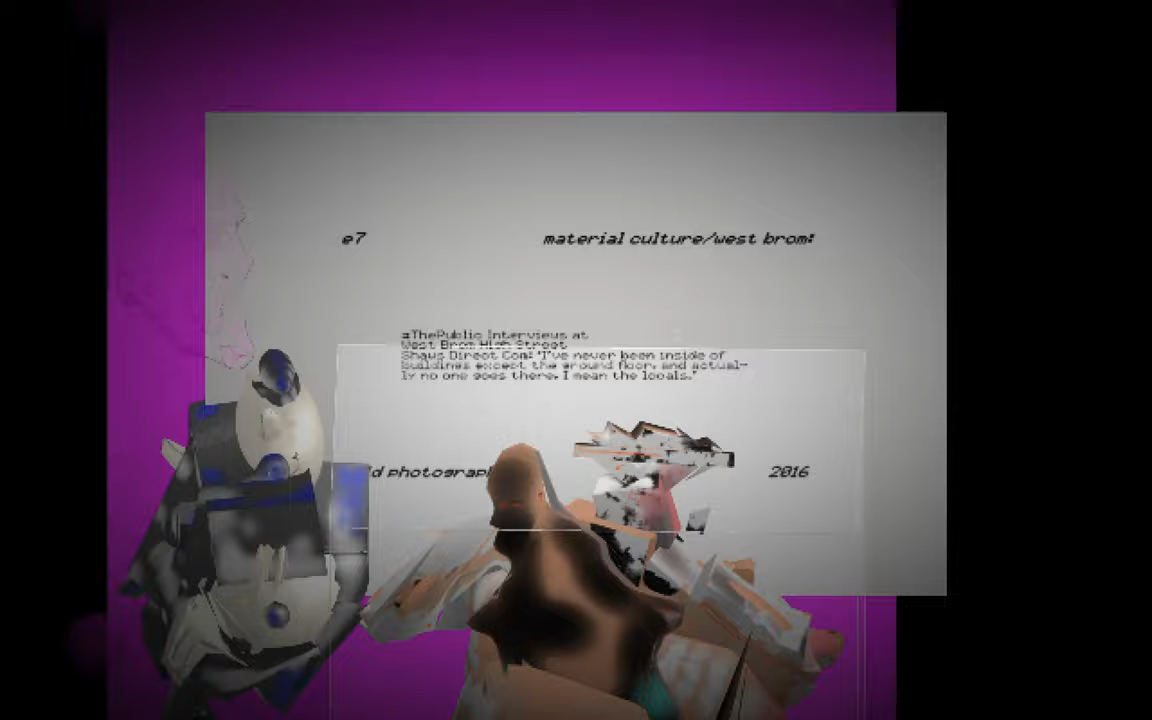 e7
material culture/west brom:
#ThePublic Interviews at
West Brom High Street
Shaws Direct Com: "I've never been inside of
buildings except the ground floor, and actual-
ly no one goes there, I mean the locals."
2016